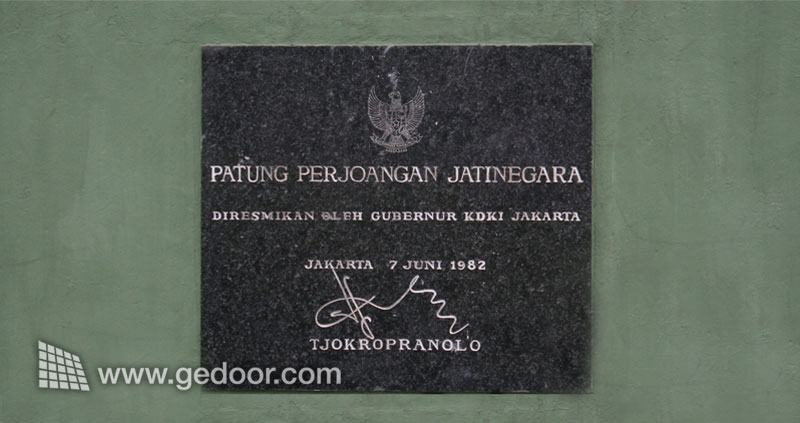 PATUNG PERJOANGAN JATINEGARA
DIRESMIKAN OLEH GUBERNUR KDKI JAKARTA
JAKARTA 7 JUNI 1982
TJOKROPRANOLO
www.gedoor.com